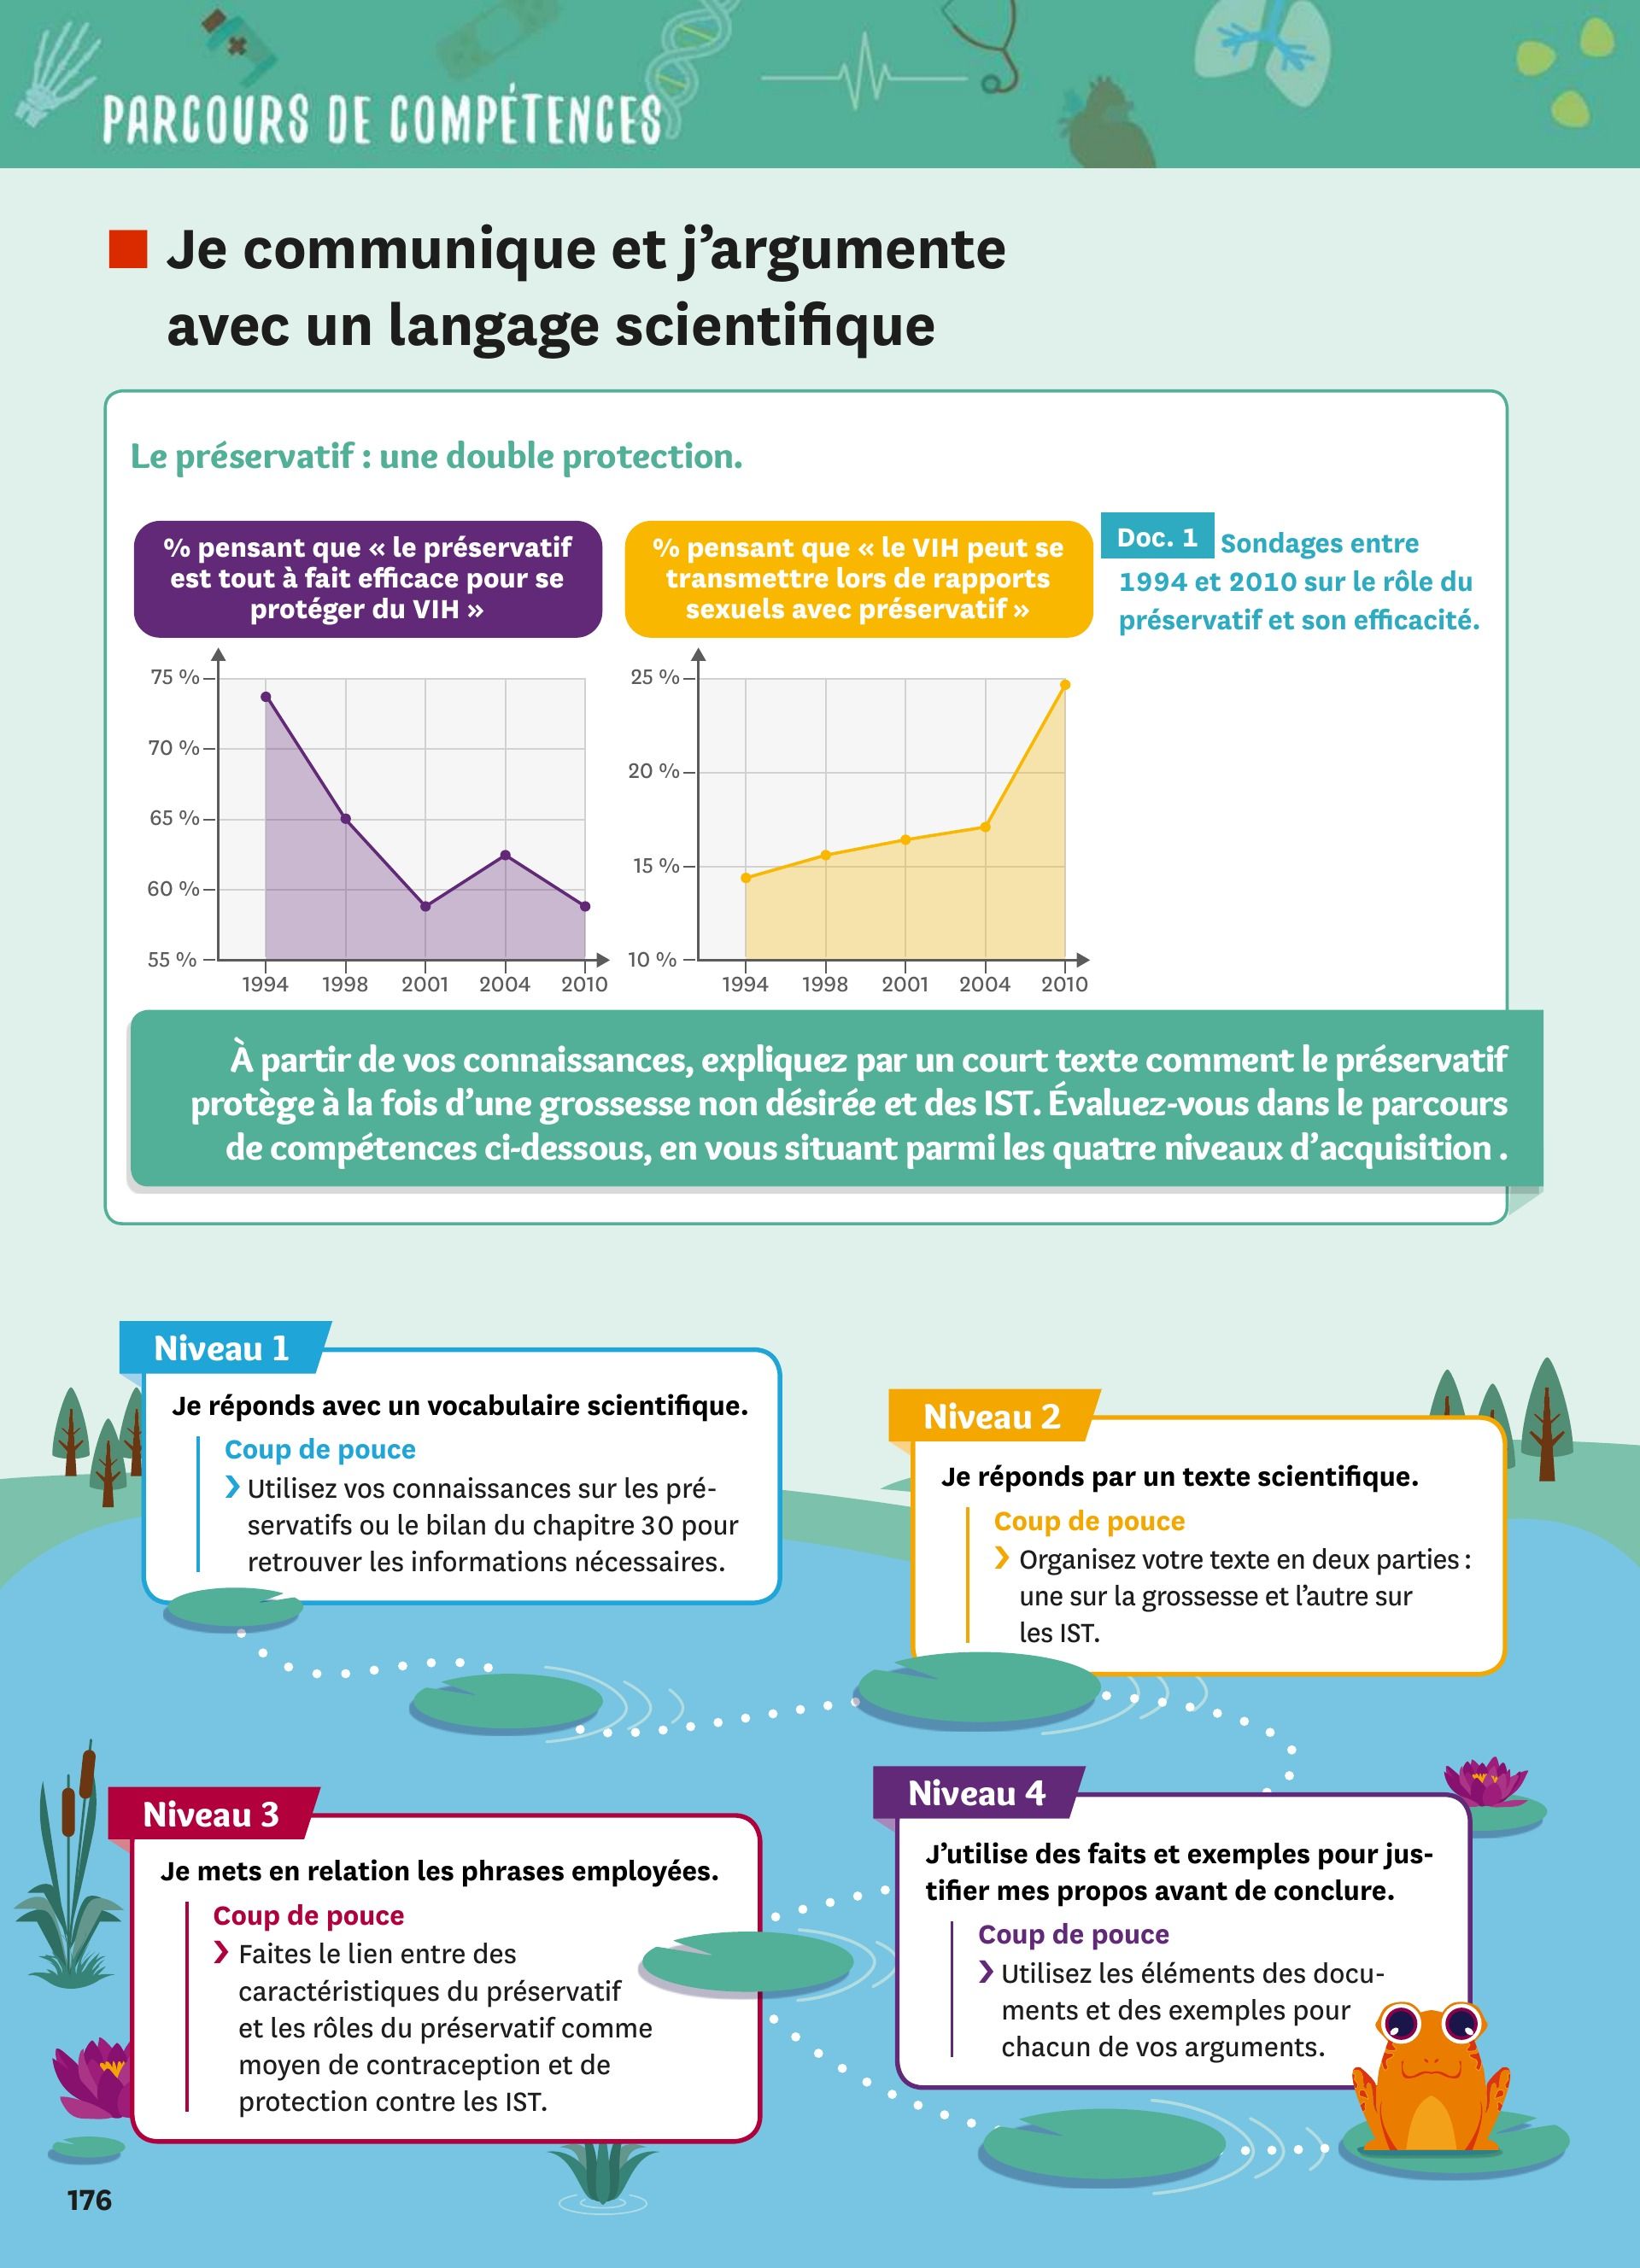 PARCOURS DE COMPÉTENCES
Je communique et j'argumente
avec un langage scientifique
Le préservatif : une double protection.
% pensant que « le préservatif
est tout à fait efficace pour se
protéger du VIH »
% pensant que « le VIH peut se
transmettre lors de rapports
sexuels avec préservatif »
Doc. 1 Sondages entre
1994 et 2010 sur le rôle du
préservatif et son efficacité.
75 %
70 %
65 %
60 %
55 %
1994 1998 2001 2004 2010
25 %
20 %
15 %
10 %
1994 1998 2001 2004 2010
À partir de vos connaissances, expliquez par un court texte comment le préservatif
protège à la fois d'une grossesse non désirée et des IST. Évaluez-vous dans le parcours
de compétences ci-dessous, en vous situant parmi les quatre niveaux d'acquisition .
Niveau 1
Je réponds avec un vocabulaire scientifique.
Coup de pouce
Utilisez vos connaissances sur les pré-
servatifs ou le bilan du chapitre 30 pour
retrouver les informations nécessaires.
Niveau 2
Je réponds par un texte scientifique.
Coup de pouce
Organisez votre texte en deux parties :
une sur la grossesse et l'autre sur
les IST.
Niveau 3
Je mets en relation les phrases employées.
Coup de pouce
Faites le lien entre des
caractéristiques du préservatif
et les rôles du préservatif comme
moyen de contraception et de
protection contre les IST.
Niveau 4
J'utilise des faits et exemples pour jus-
tifier mes propos avant de conclure.
Coup de pouce
Utilisez les éléments des docu-
ments et des exemples pour
chacun de vos arguments.
176